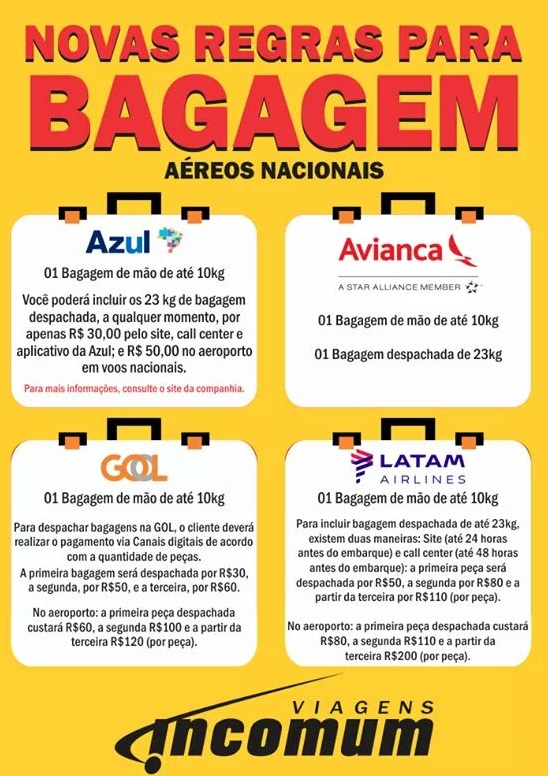 NOVAS REGRAS PARA
BAGAGEM
AÉREOS NACIONAIS
Azul
01 Bagagem de mão de até 10kg
Você poderá incluir os 23 kg de bagagem
despachada, a qualquer momento, por
apenas R$ 30,00 pelo site, call center e
aplicativo da Azul; e R$ 50,00 no aeroporto
em voos nacionais.
Para mais informações, consulte o site da companhia.
Avianca
A STAR ALLIANCE MEMBER
01 Bagagem de mão de até 10kg
01 Bagagem despachada de 23kg
GOL
01 Bagagem de mão de até 10kg
Para despachar bagagens na GOL, o cliente deverá
realizar o pagamento via Canais digitais de acordo
com a quantidade de peças.
A primeira bagagem será despachada por R$30,
a segunda, por R$50, e a terceira, por R$60.
No aeroporto: a primeira peça despachada
custará R$60, a segunda R$100 e a partir da
terceira R$120 (por peça).
LATAM
AIRLINES
01 Bagagem de mão de até 10kg
Para incluir bagagem despachada de até 23kg,
existem duas maneiras: Site (até 24 horas
antes do embarque) e call center (até 48 horas
antes do embarque): a primeira peça será
despachada por R$50, a segunda por R$80 e a
partir da terceira por R$110 (por peça).
No aeroporto: a primeira peça despachada custará
R$80, a segunda R$110 e a partir da
terceira R$200 (por peça).
VIAGENS
incomum